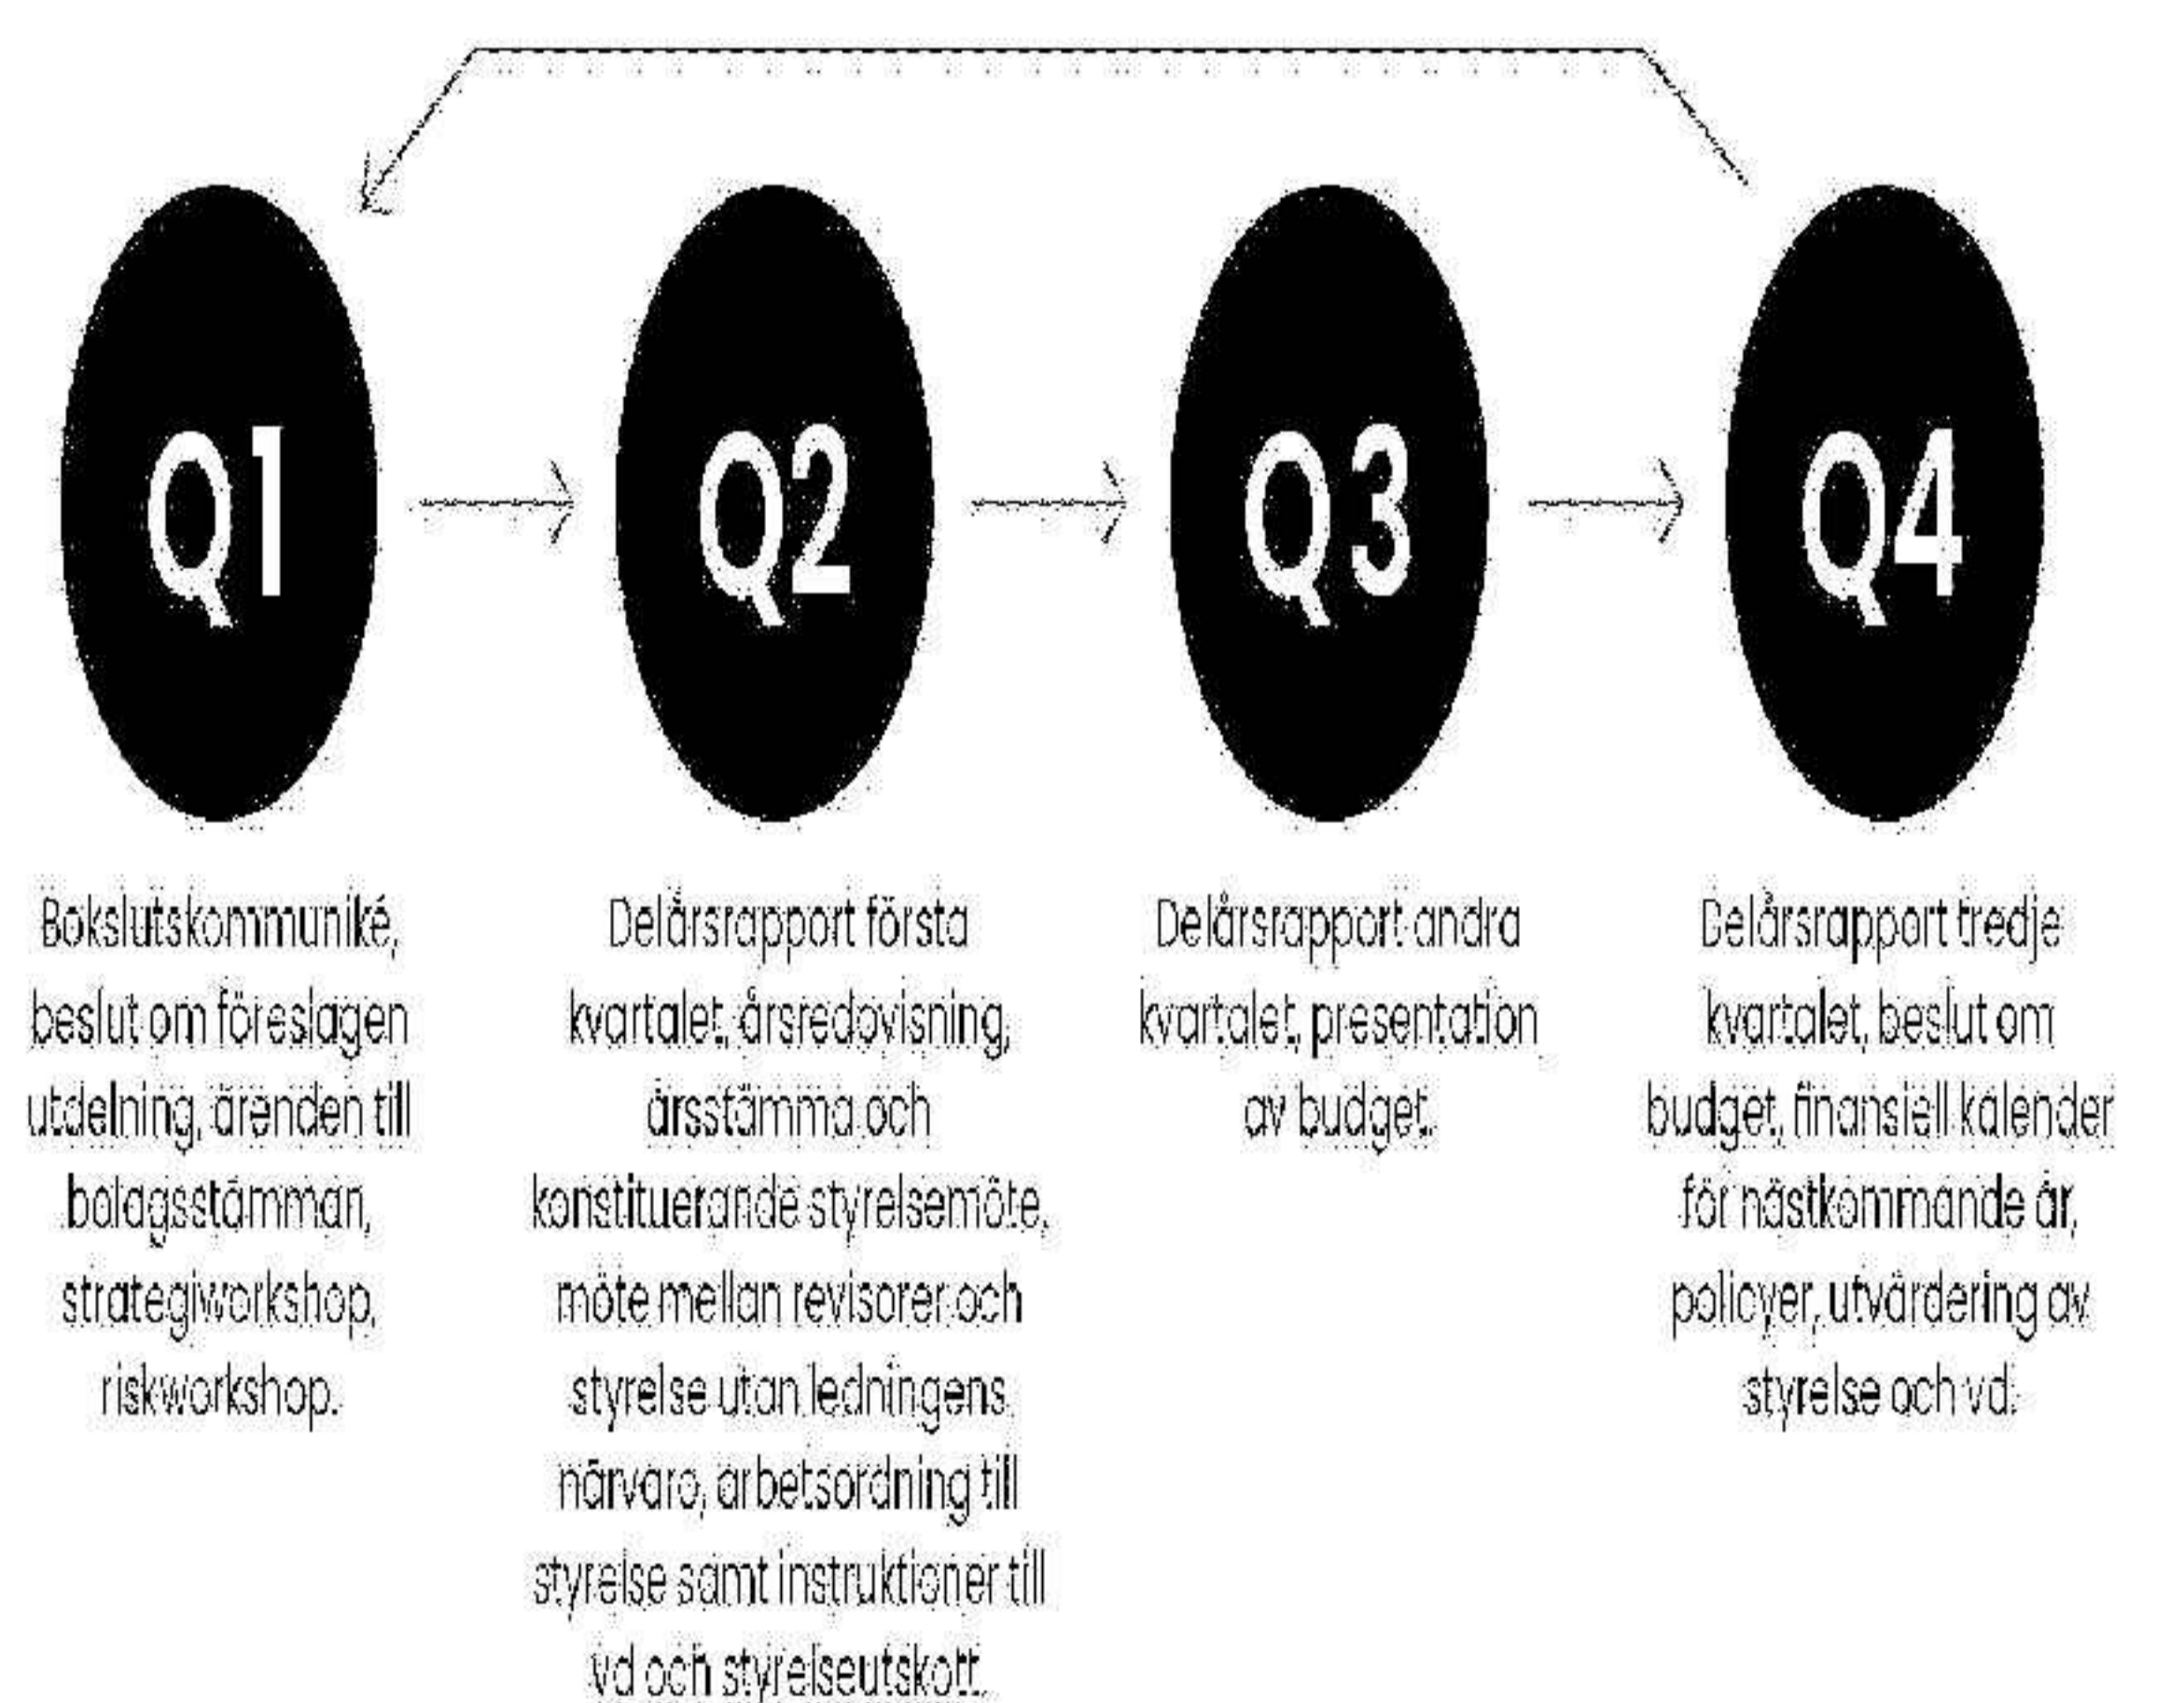 Q1
Bokslutskommuniké,
beslut om föreslagen
utdelning, ärenden till
bolagsstämman,
strategiworkshop,
riskworkshop.
Q2
Delårsrapport första
kvartalet, årsredovisning,
årsstämma och
konstituerande styrelsemöte,
möte mellan revisorer och
styrelse utan ledningens
närvaro, arbetsordning till
styrelse samt instruktioner till
vd och styrelseutskott.
Q3
Delårsrapport andra
kvartalet, presentation
av budget.
Q4
Delårsrapport tredje
kvartalet, beslut om
budget, finansiell kalender
för nästkommande år,
policyer, utvärdering av
styrelse och vd.